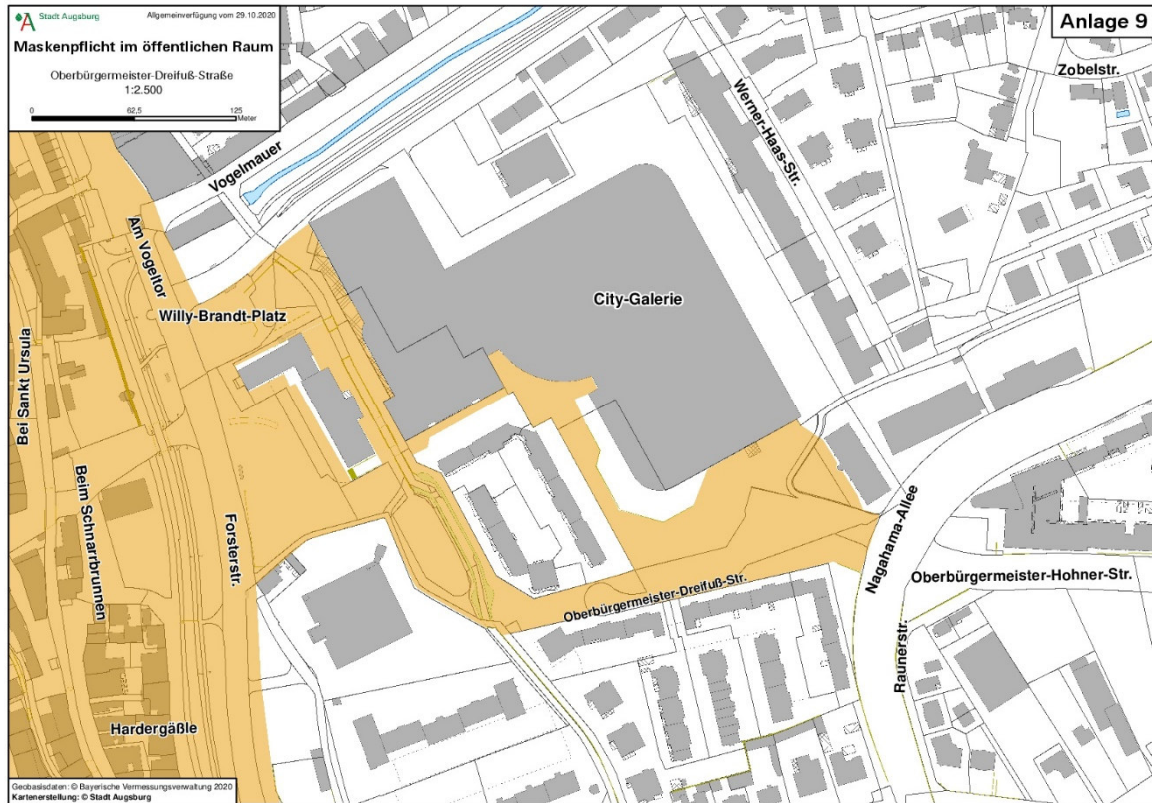 Stadt Augsburg
Allgemeinverfügung vom 29.10.2020
Maskenpflicht im öffentlichen Raum
Oberbürgermeister-Dreifuß-Straße
1:2.500
0 62,5 125
Meter
Anlage 9
Zobelstr.
Werner-Haas-Str.
Vogelmauer
Am Vogeltor
Willy-Brandt-Platz
City-Galerie
Bei Sankt Ursula
Beim Schnarrbrunnen
Forsterstr.
Nagahama-Allee
Oberbürgermeister-Dreifuß-Str.
Oberbürgermeister-Hohner-Str.
Raunerstr.
Hardergäßle
Geobasisdaten: © Bayerische Vermessungsverwaltung 2020
Kartenerstellung: © Stadt Augsburg